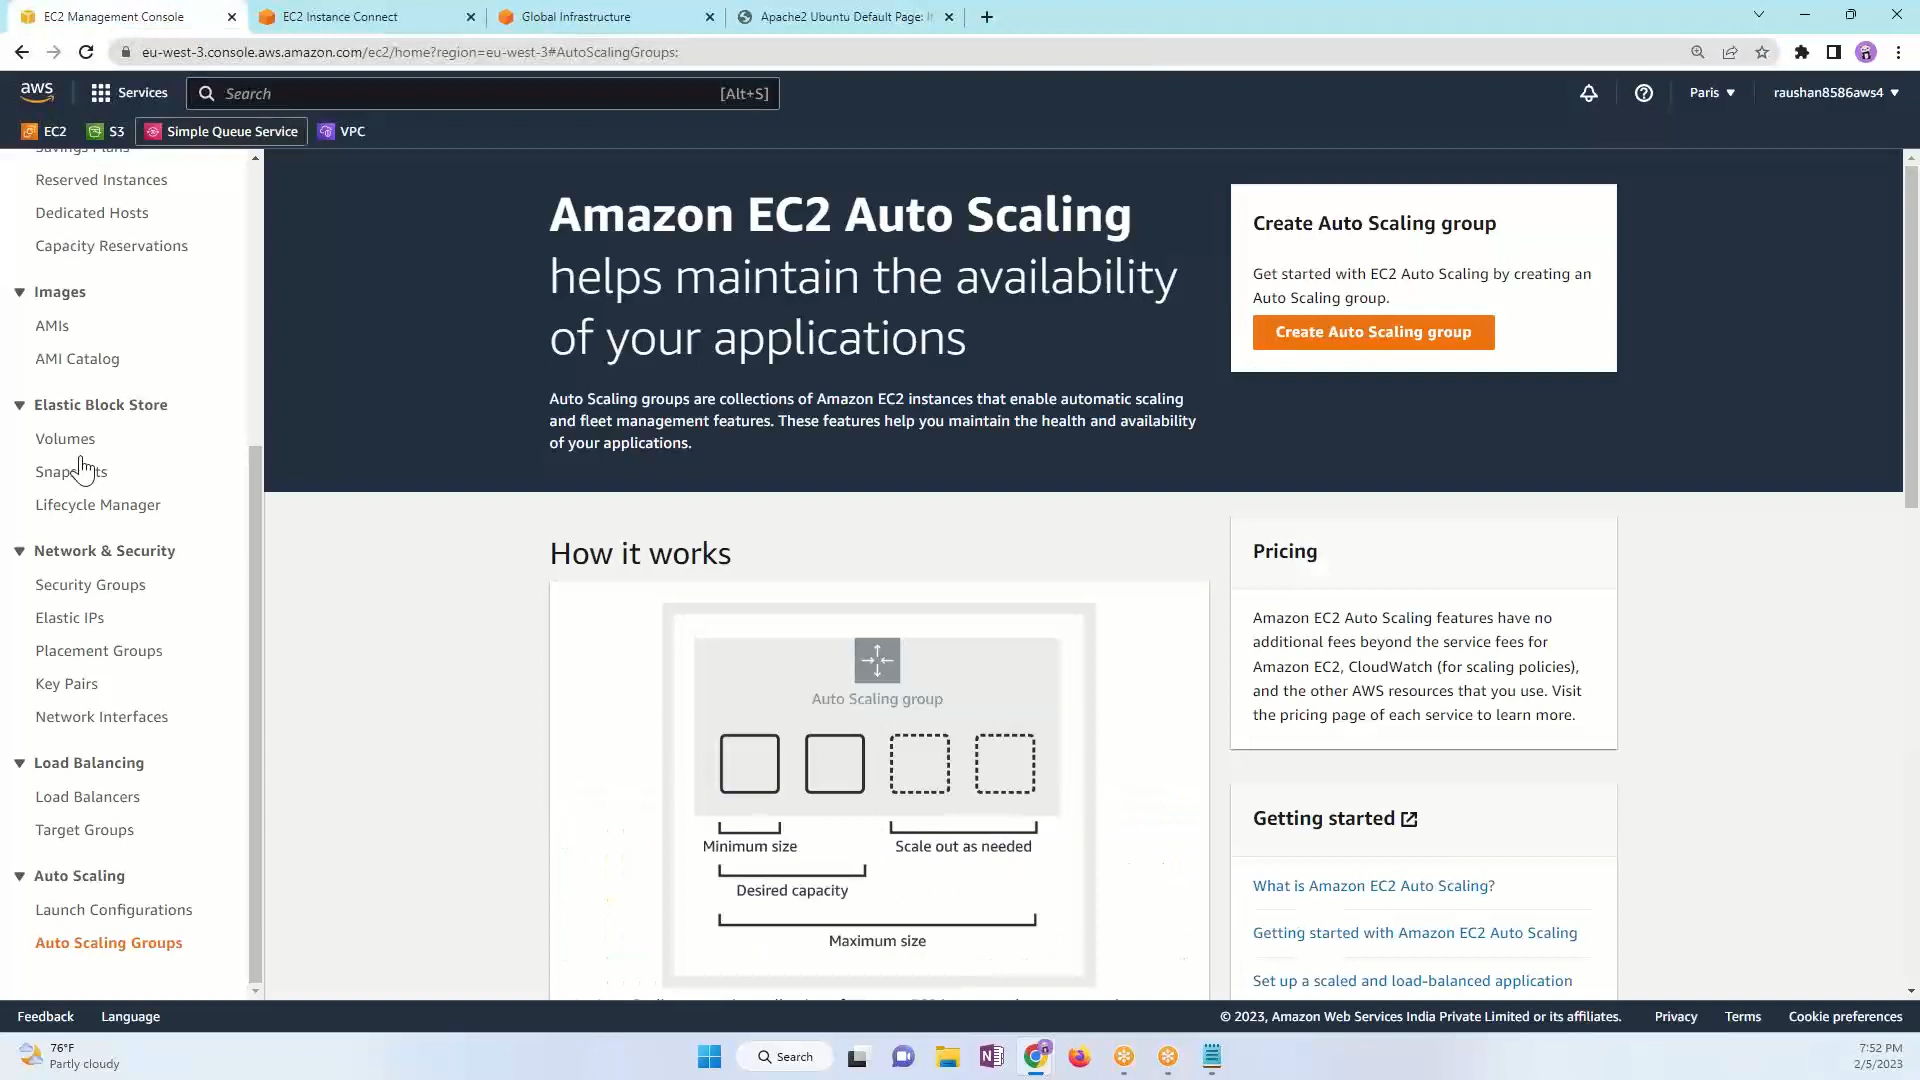 EC2 Management Console
EC2 Instance Connect
Global Infrastructure
Apache2 Ubuntu Default Page:
eu-west-3.console.aws.amazon.com/ec2/home?region=eu-west-3#AutoScalingGroups:
aws
Services
Search
[Alt+S]
Paris
raushan8586aws4
EC2
S3
Simple Queue Service
VPC
Savings Plans
Reserved Instances
Dedicated Hosts
Capacity Reservations
Images
AMIs
AMI Catalog
Elastic Block Store
Volumes
Snapshots
Lifecycle Manager
Network & Security
Security Groups
Elastic IPs
Placement Groups
Key Pairs
Network Interfaces
Load Balancing
Load Balancers
Target Groups
Auto Scaling
Launch Configurations
Auto Scaling Groups
Amazon EC2 Auto Scaling
helps maintain the availability
of your applications
Auto Scaling groups are collections of Amazon EC2 instances that enable automatic scaling
and fleet management features. These features help you maintain the health and availability
of your applications.
Create Auto Scaling group
Get started with EC2 Auto Scaling by creating an
Auto Scaling group.
Create Auto Scaling group
How it works
Auto Scaling group
Minimum size
Scale out as needed
Desired capacity
Maximum size
Pricing
Amazon EC2 Auto Scaling features have no
additional fees beyond the service fees for
Amazon EC2, CloudWatch (for scaling policies),
and the other AWS resources that you use. Visit
the pricing page of each service to learn more.
Getting started
What is Amazon EC2 Auto Scaling?
Getting started with Amazon EC2 Auto Scaling
Set up a scaled and load-balanced application
Feedback
Language
© 2023, Amazon Web Services India Private Limited or its affiliates.
Privacy
Terms
Cookie preferences
76°F
Partly cloudy
Search
7:52 PM
2/5/2023